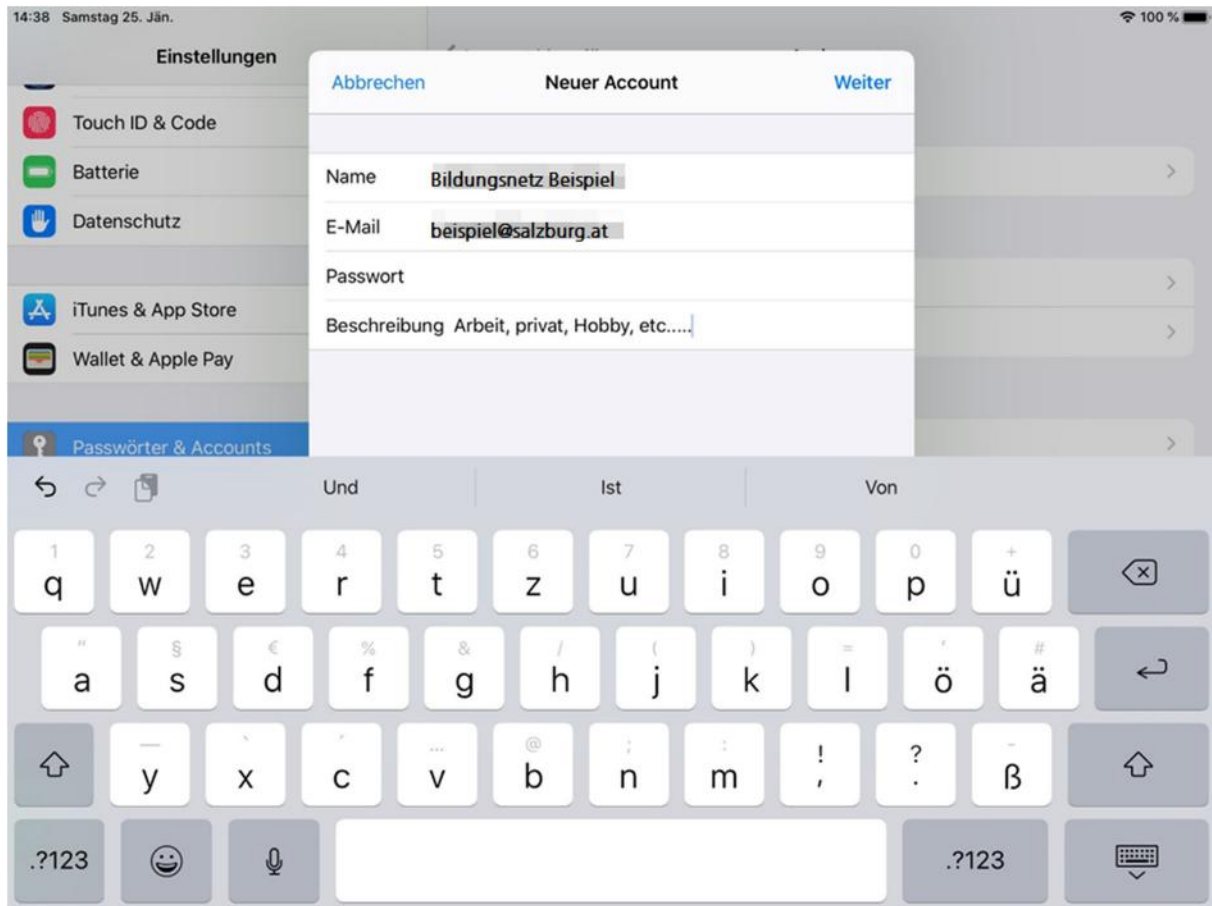 14:38 Samstag 25. Jän.
100 %
Einstellungen
Touch ID & Code
Batterie
Datenschutz
iTunes & App Store
Wallet & Apple Pay
Passwörter & Accounts
Abbrechen Neuer Account Weiter
Name Bildungsnetz Beispiel
E-Mail beispiel@salzburg.at
Passwort
Beschreibung Arbeit, privat, Hobby, etc.....
Und Ist Von
1 2 3 4 5 6 7 8 9 0 +
q w e r t z u i o p ü
" § € % & / ( ) = ' #
a s d f g h j k l ö ä
— ` ´ ... @ ; : ! ? -
y x c v b n m , . ß
.?123 .?123